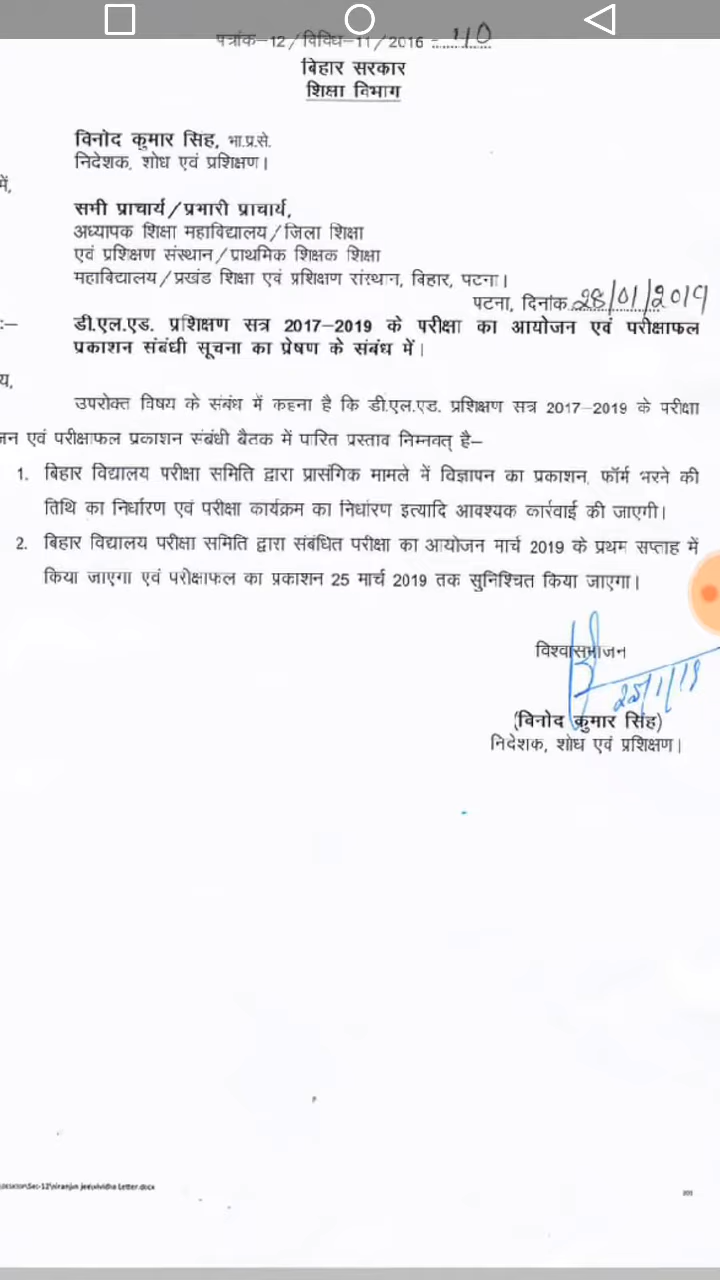 पत्रांक-12/विविध-11/2016 - 40
बिहार सरकार
शिक्षा विभाग
विनोद कुमार सिंह, भा.प्र.से.
निदेशक, शोध एवं प्रशिक्षण।
में,
सभी प्राचार्य/प्रभारी प्राचार्य,
अध्यापक शिक्षा महाविद्यालय/जिला शिक्षा
एवं प्रशिक्षण संस्थान/प्राथमिक शिक्षक शिक्षा
महाविद्यालय/प्रखंड शिक्षा एवं प्रशिक्षण संस्थान, बिहार, पटना।
पटना, दिनांक 28/01/2019
:– डी.एल.एड. प्रशिक्षण सत्र 2017–2019 के परीक्षा का आयोजन एवं परीक्षाफल
प्रकाशन संबंधी सूचना का प्रेषण के संबंध में।
य,
उपरोक्त विषय के संबंध में कहना है कि डी.एल.एड. प्रशिक्षण सत्र 2017–2019 के परीक्षा
जन एवं परीक्षाफल प्रकाशन संबंधी बैठक में पारित प्रस्ताव निम्नवत् है–
1. बिहार विद्यालय परीक्षा समिति द्वारा प्रासंगिक मामले में विज्ञापन का प्रकाशन, फॉर्म भरने की
तिथि का निर्धारण एवं परीक्षा कार्यक्रम का निर्धारण इत्यादि आवश्यक कार्रवाई की जाएगी।
2. बिहार विद्यालय परीक्षा समिति द्वारा संबंधित परीक्षा का आयोजन मार्च 2019 के प्रथम सप्ताह में
किया जाएगा एवं परीक्षाफल का प्रकाशन 25 मार्च 2019 तक सुनिश्चित किया जाएगा।
विश्वासभाजन
(विनोद कुमार सिंह)
निदेशक, शोध एवं प्रशिक्षण।
Letter.docx